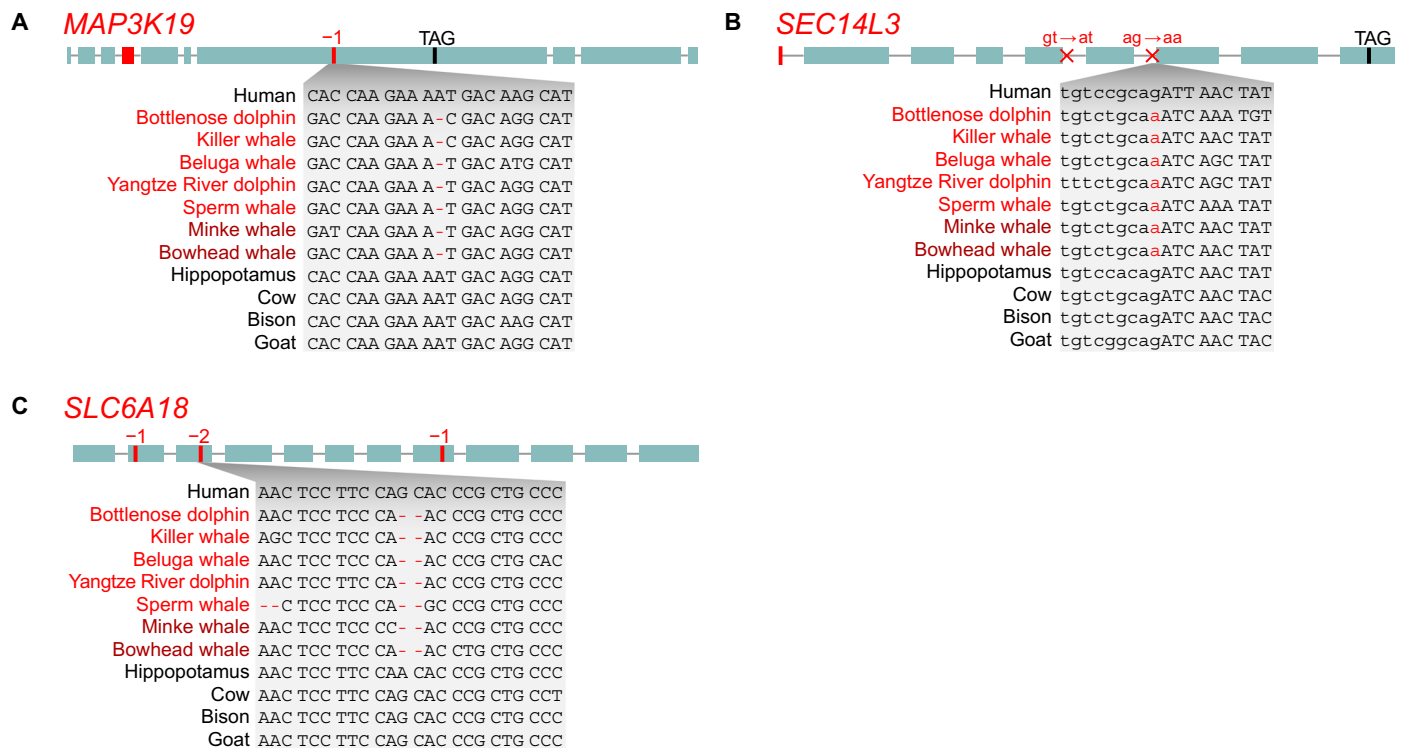 A MAP3K19
−1 TAG
Human CAC CAA GAA AAT GAC AAG CAT
Bottlenose dolphin GAC CAA GAA A-C GAC AGG CAT
Killer whale GAC CAA GAA A-C GAC AGG CAT
Beluga whale GAC CAA GAA A-T GAC ATG CAT
Yangtze River dolphin GAC CAA GAA A-T GAC AGG CAT
Sperm whale GAC CAA GAA A-T GAC AGG CAT
Minke whale GAT CAA GAA A-T GAC AGG CAT
Bowhead whale GAC CAA GAA A-T GAC AGG CAT
Hippopotamus CAC CAA GAA AAT GAC AGG CAT
Cow CAC CAA GAA AAT GAC AGG CAT
Bison CAC CAA GAA AAT GAC AAG CAT
Goat CAC CAA GAA AAT GAC AGG CAT
B SEC14L3
gt→at ag→aa TAG
Human tgtccgcagATT AAC TAT
Bottlenose dolphin tgtctgcaaATC AAA TGT
Killer whale tgtctgcaaATC AAC TAT
Beluga whale tgtctgcaaATC AGC TAT
Yangtze River dolphin tttctgcaaATC AGC TAT
Sperm whale tgtctgcaaATC AAA TAT
Minke whale tgtctgcaaATC AAC TAT
Bowhead whale tgtctgcaaATC AAC TAT
Hippopotamus tgtccacagATC AAC TAT
Cow tgtctgcagATC AAC TAC
Bison tgtctgcagATC AAC TAC
Goat tgtcggcagATC AAC TAC
C SLC6A18
−1 −2 −1
Human AAC TCC TTC CAG CAC CCG CTG CCC
Bottlenose dolphin AAC TCC TCC CA- -AC CCG CTG CCC
Killer whale AGC TCC TCC CA- -AC CCG CTG CCC
Beluga whale AAC TCC TCC CA- -AC CCG CTG CAC
Yangtze River dolphin AAC TCC TTC CA- -AC CCG CTG CCC
Sperm whale --C TCC TCC CA- -GC CCG CTG CCC
Minke whale AAC TCC TCC CC- -AC CCG CTG CCC
Bowhead whale AAC TCC TCC CA- -AC CTG CTG CCC
Hippopotamus AAC TCC TTC CAA CAC CCG CTG CCC
Cow AAC TCC TTC CAG CAC CCG CTG CCT
Bison AAC TCC TTC CAG CAC CCG CTG CCC
Goat AAC TCC TTC CAG CAC CCG CTG CCC